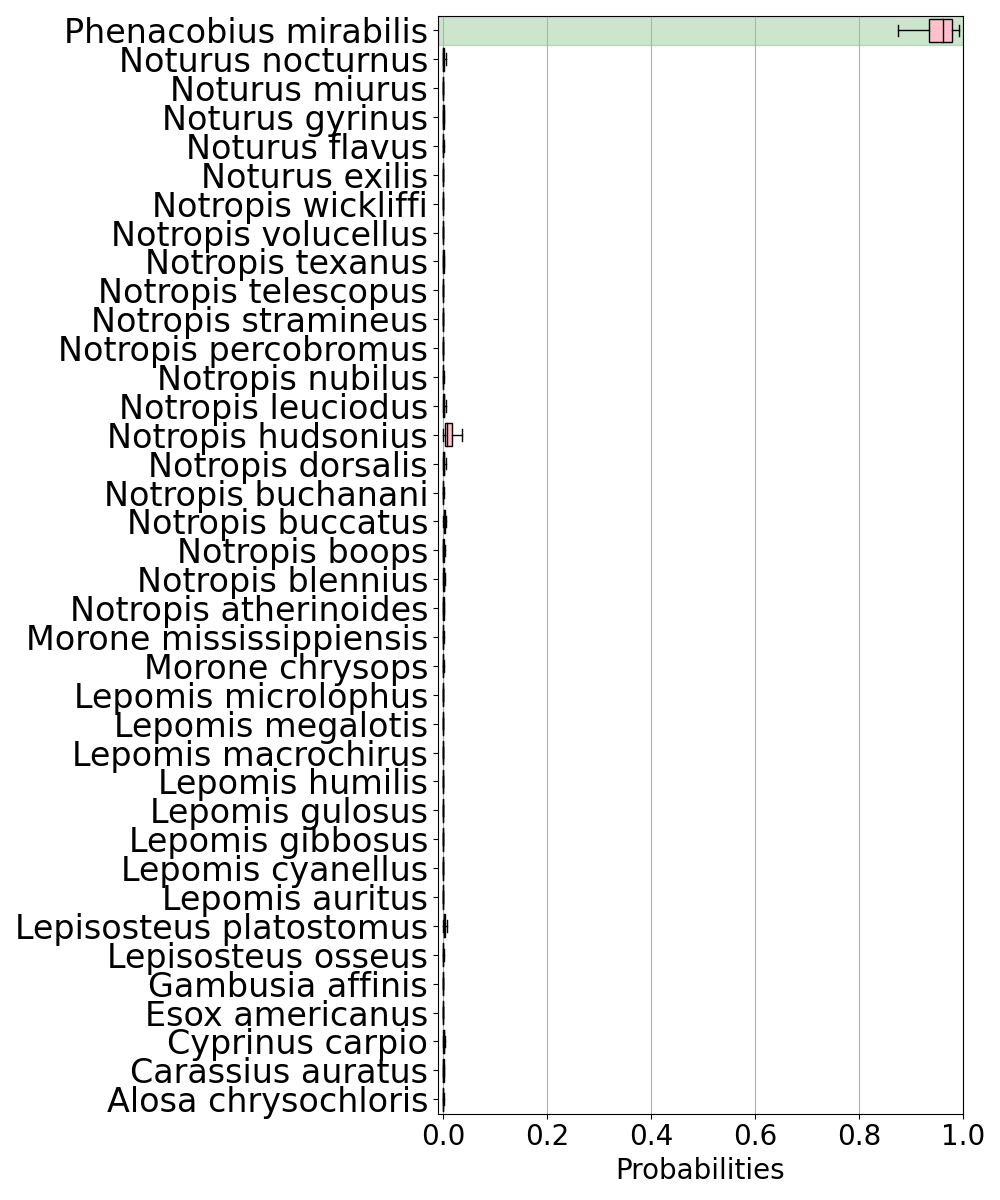 Phenacobius mirabilis
Noturus nocturnus
Noturus miurus
Noturus gyrinus
Noturus flavus
Noturus exilis
Notropis wickliffi
Notropis volucellus
Notropis texanus
Notropis telescopus
Notropis stramineus
Notropis percobromus
Notropis nubilus
Notropis leuciodus
Notropis hudsonius
Notropis dorsalis
Notropis buchanani
Notropis buccatus
Notropis boops
Notropis blennius
Notropis atherinoides
Morone mississippiensis
Morone chrysops
Lepomis microlophus
Lepomis megalotis
Lepomis macrochirus
Lepomis humilis
Lepomis gulosus
Lepomis gibbosus
Lepomis cyanellus
Lepomis auritus
Lepisosteus platostomus
Lepisosteus osseus
Gambusia affinis
Esox americanus
Cyprinus carpio
Carassius auratus
Alosa chrysochloris
0.0 0.2 0.4 0.6 0.8 1.0
Probabilities